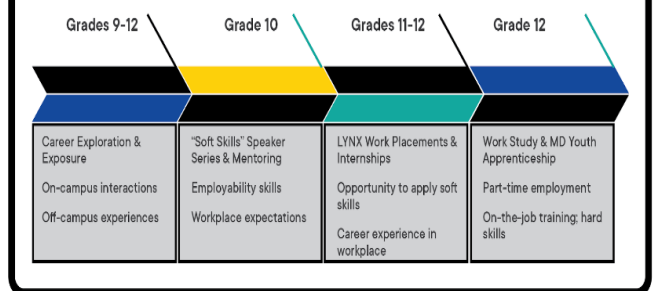 Grades 9-12
Grade 10
Grades 11-12
Grade 12
Career Exploration &
Exposure
On-campus interactions
Off-campus experiences
"Soft Skills" Speaker
Series & Mentoring
Employability skills
Workplace expectations
LYNX Work Placements &
Internships
Opportunity to apply soft
skills
Career experience in
workplace
Work Study & MD Youth
Apprenticeship
Part-time employment
On-the-job training; hard
skills